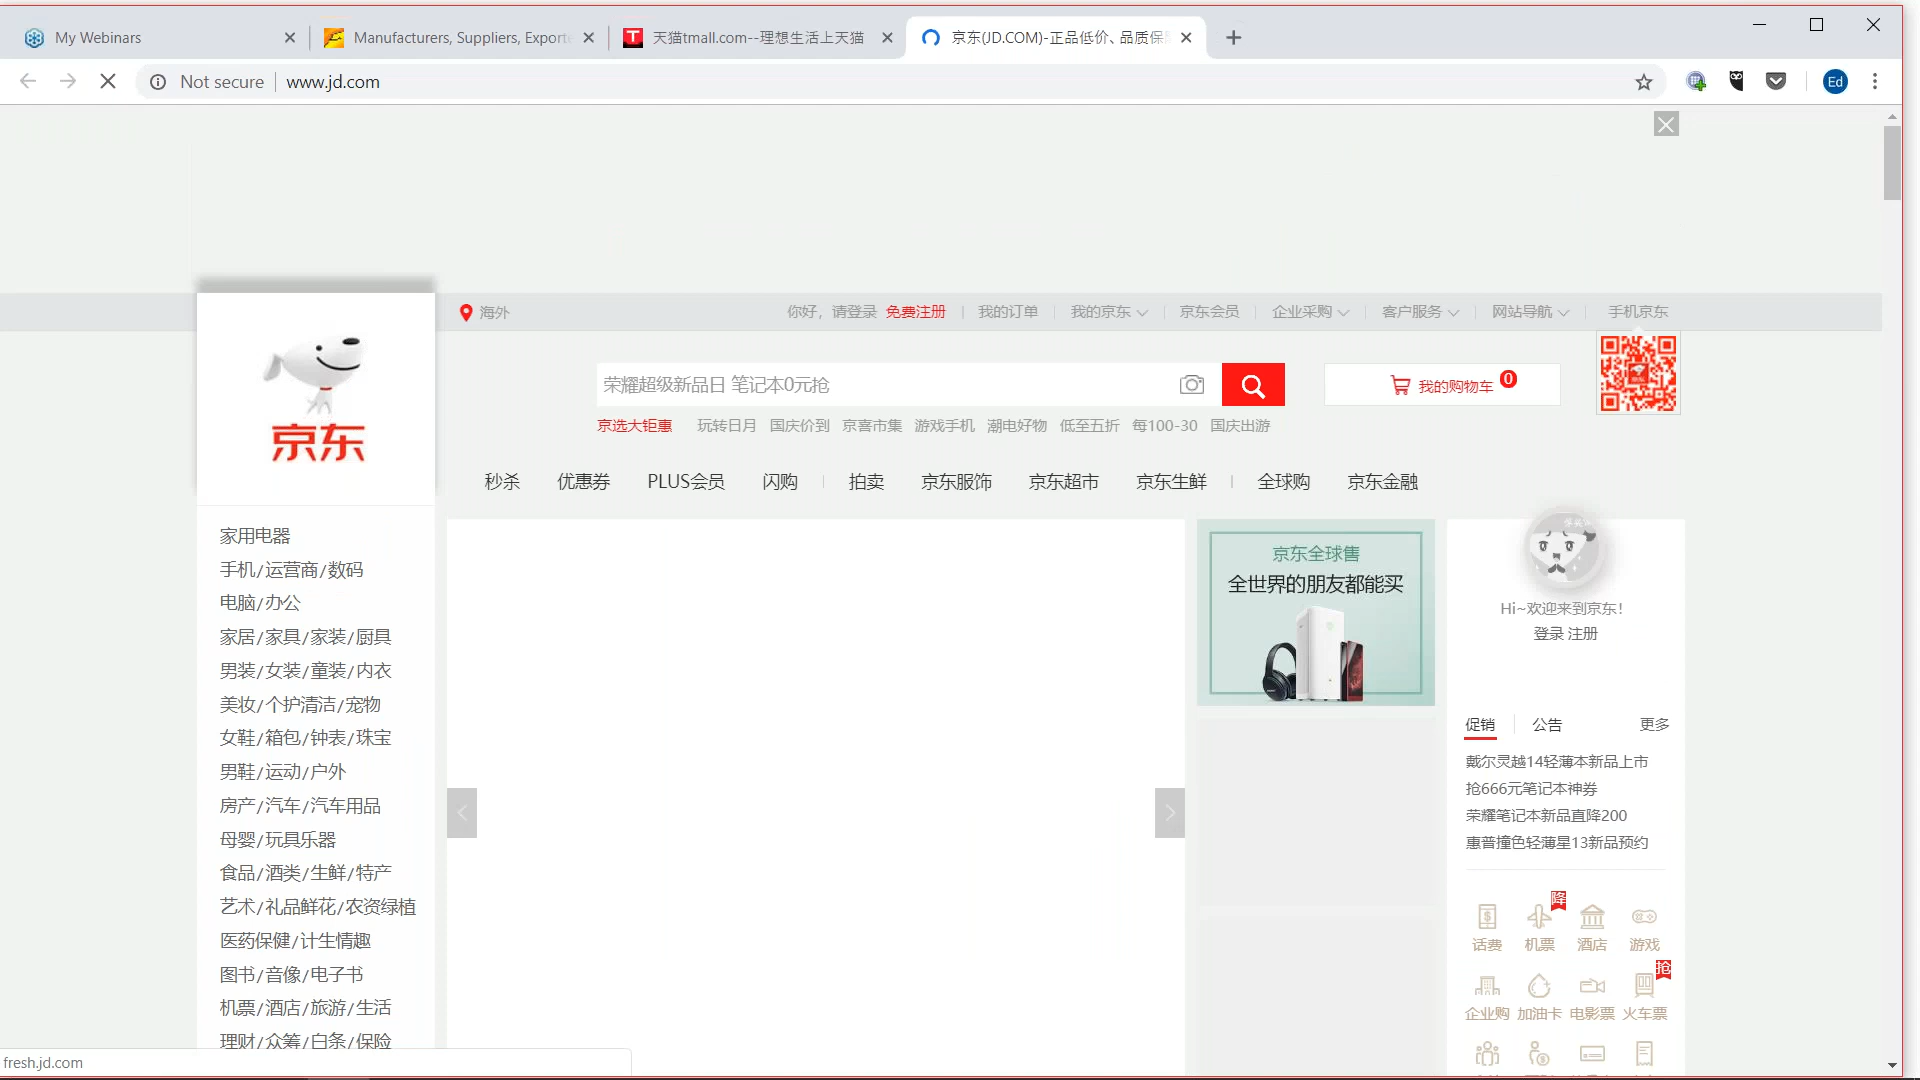 My Webinars
Manufacturers, Suppliers, Exporte
天猫tmall.com--理想生活上天猫
京东(JD.COM)-正品低价、品质保
Not secure
www.jd.com
Ed
海外
你好，请登录 免费注册
我的订单
我的京东
京东会员
企业采购
客户服务
网站导航
手机京东
京东
荣耀超级新品日 笔记本0元抢
我的购物车
0
京选大钜惠 玩转日月 国庆价到 京喜市集 游戏手机 潮电好物 低至五折 每100-30 国庆出游
秒杀 优惠券 PLUS会员 闪购 拍卖 京东服饰 京东超市 京东生鲜 全球购 京东金融
家用电器
手机/运营商/数码
电脑/办公
家居/家具/家装/厨具
男装/女装/童装/内衣
美妆/个护清洁/宠物
女鞋/箱包/钟表/珠宝
男鞋/运动/户外
房产/汽车/汽车用品
母婴/玩具乐器
食品/酒类/生鲜/特产
艺术/礼品鲜花/农资绿植
医药保健/计生情趣
图书/音像/电子书
机票/酒店/旅游/生活
理财/众筹/白条/保险
京东全球售
全世界的朋友都能买
Hi~欢迎来到京东！
登录 注册
促销 公告 更多
戴尔灵越14轻薄本新品上市
抢666元笔记本神券
荣耀笔记本新品直降200
惠普撞色轻薄星13新品预约
降
话费 机票 酒店 游戏
抢
企业购 加油卡 电影票 火车票
fresh.jd.com